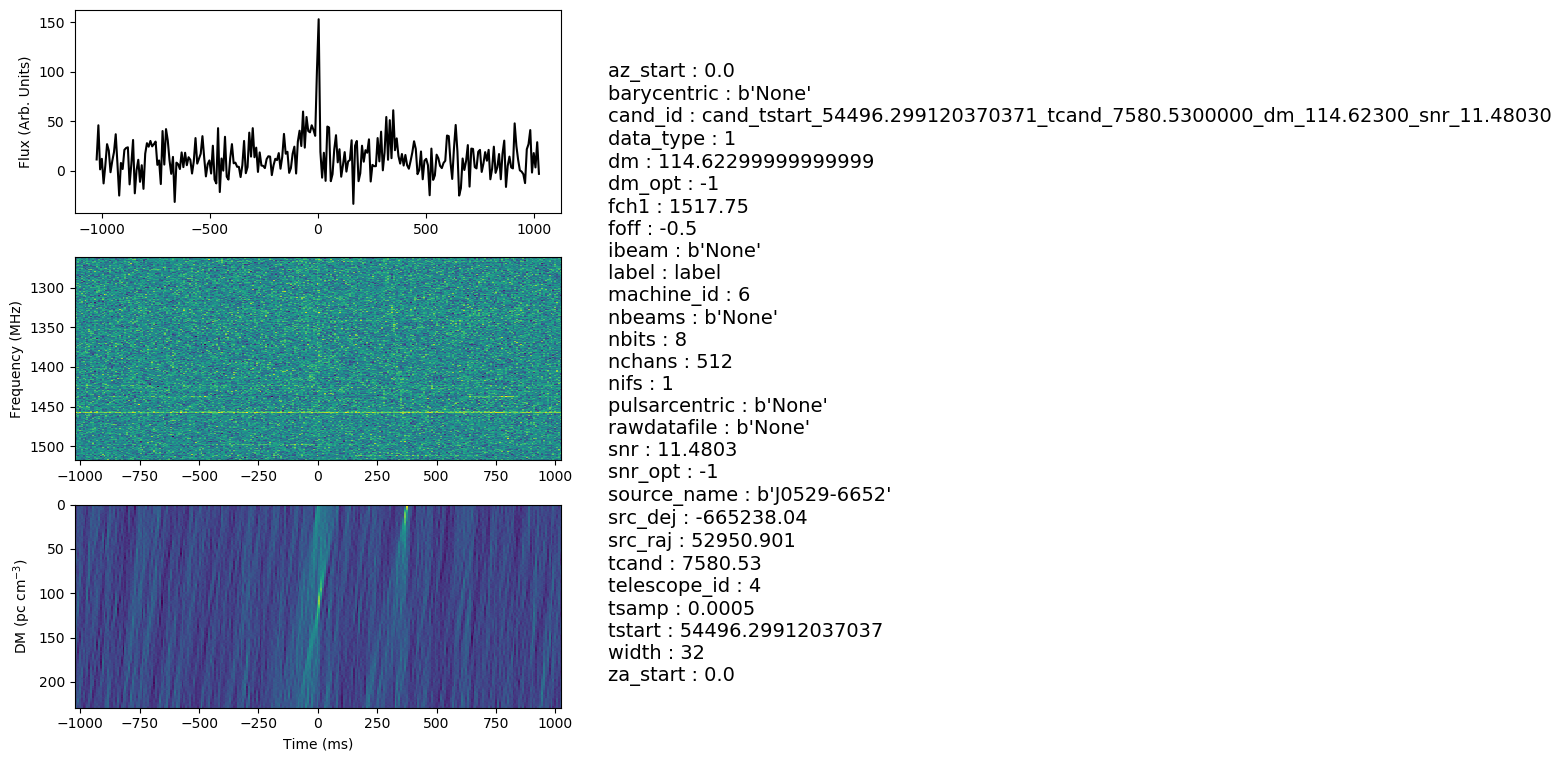 150
100
50
0
Flux (Arb. Units)
−1000
−500
0
500
1000
1300
1350
1400
1450
1500
Frequency (MHz)
−1000
−750
−500
−250
0
250
500
750
1000
0
50
100
150
200
DM (pc cm⁻³)
−1000
−750
−500
−250
0
250
500
750
1000
Time (ms)
az_start : 0.0
barycentric : b'None'
cand_id : cand_tstart_54496.299120370371_tcand_7580.5300000_dm_114.62300_snr_11.48030
data_type : 1
dm : 114.62299999999999
dm_opt : -1
fch1 : 1517.75
foff : -0.5
ibeam : b'None'
label : label
machine_id : 6
nbeams : b'None'
nbits : 8
nchans : 512
nifs : 1
pulsarcentric : b'None'
rawdatafile : b'None'
snr : 11.4803
snr_opt : -1
source_name : b'J0529-6652'
src_dej : -665238.04
src_raj : 52950.901
tcand : 7580.53
telescope_id : 4
tsamp : 0.0005
tstart : 54496.29912037037
width : 32
za_start : 0.0